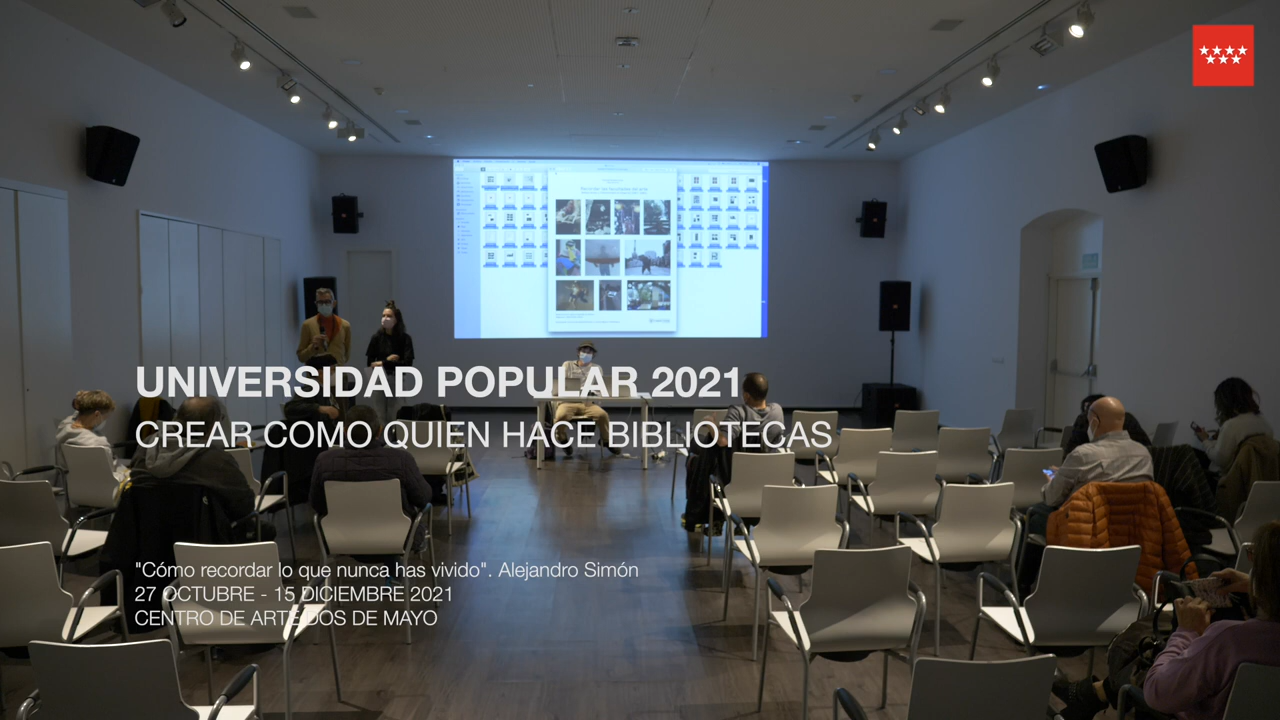 UNIVERSIDAD POPULAR 2021
CREAR COMO QUIEN HACE BIBLIOTECAS
"Cómo recordar lo que nunca has vivido". Alejandro Simón
27 OCTUBRE - 15 DICIEMBRE 2021
CENTRO DE ARTE DOS DE MAYO